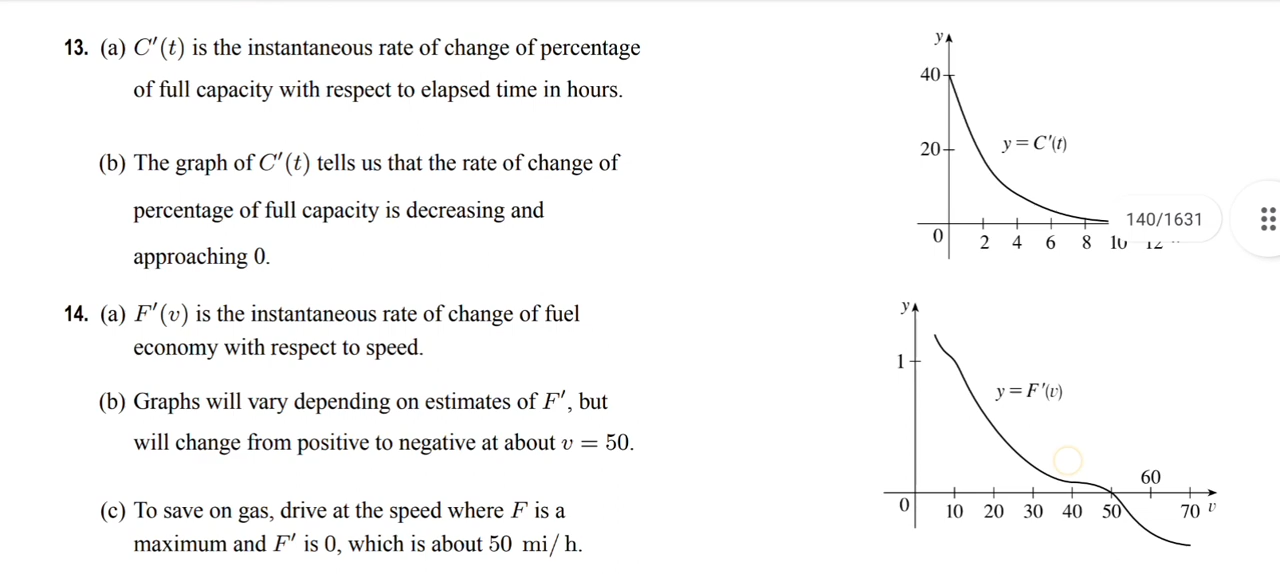 13. (a) C′(t) is the instantaneous rate of change of percentage
of full capacity with respect to elapsed time in hours.
(b) The graph of C′(t) tells us that the rate of change of
percentage of full capacity is decreasing and
approaching 0.
y
40
20
y = C′(t)
0 2 4 6 8 10 12
140/1631
14. (a) F′(v) is the instantaneous rate of change of fuel
economy with respect to speed.
(b) Graphs will vary depending on estimates of F′, but
will change from positive to negative at about v = 50.
(c) To save on gas, drive at the speed where F is a
maximum and F′ is 0, which is about 50 mi/h.
y
1
y = F′(v)
60
0 10 20 30 40 50 70 v